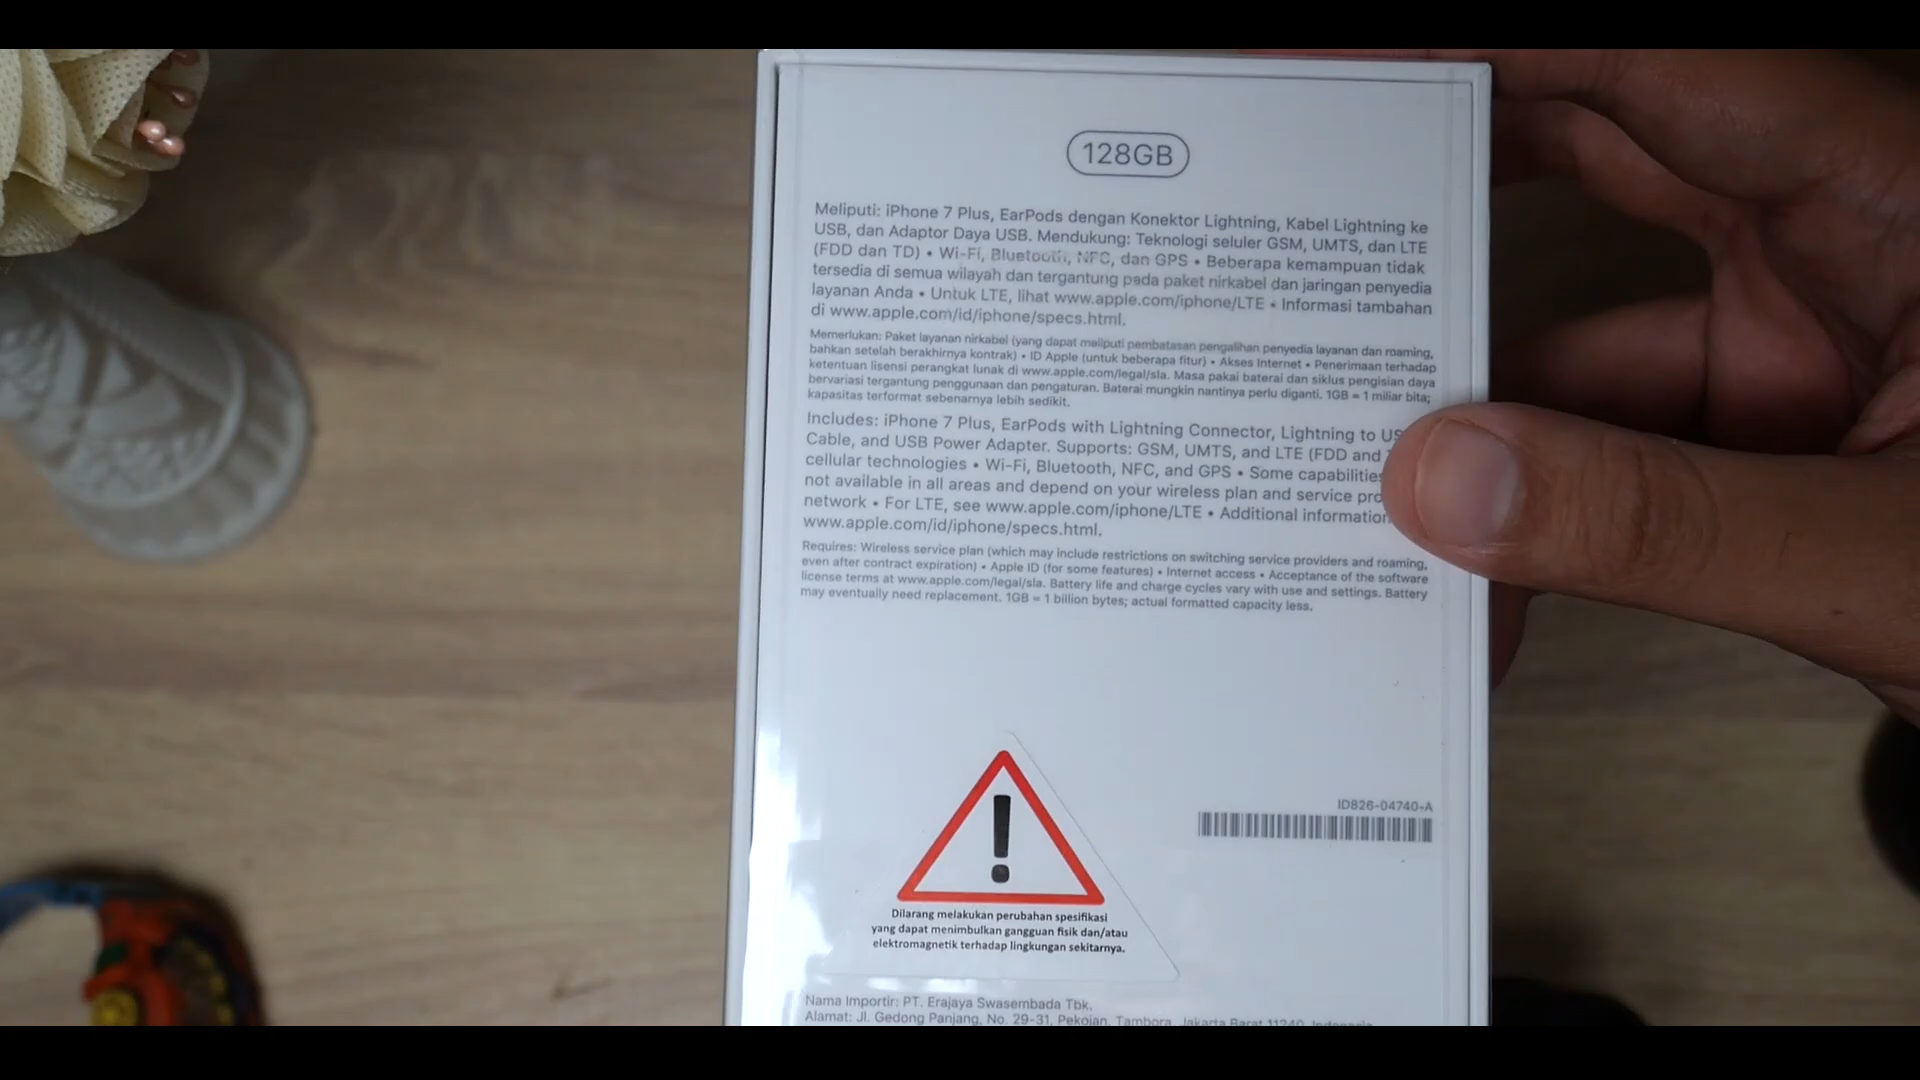 128GB
Meliputi: iPhone 7 Plus, EarPods dengan Konektor Lightning, Kabel Lightning ke
USB, dan Adaptor Daya USB. Mendukung: Teknologi seluler GSM, UMTS, dan LTE
(FDD dan TD) • Wi-Fi, Bluetooth, NFC, dan GPS • Beberapa kemampuan tidak
tersedia di semua wilayah dan tergantung pada paket nirkabel dan jaringan penyedia
layanan Anda • Untuk LTE, lihat www.apple.com/iphone/LTE • Informasi tambahan
di www.apple.com/id/iphone/specs.html.
Memerlukan: Paket layanan nirkabel (yang dapat meliputi pembatasan pengalihan penyedia layanan dan roaming,
bahkan setelah berakhirnya kontrak) • ID Apple (untuk beberapa fitur) • Akses Internet • Penerimaan terhadap
ketentuan lisensi perangkat lunak di www.apple.com/legal/sla. Masa pakai baterai dan siklus pengisian daya
bervariasi tergantung penggunaan dan pengaturan. Baterai mungkin nantinya perlu diganti. 1GB = 1 miliar bita;
kapasitas terformat sebenarnya lebih sedikit.
Includes: iPhone 7 Plus, EarPods with Lightning Connector, Lightning to
Cable, and USB Power Adapter. Supports: GSM, UMTS, and LTE (FDD and
cellular technologies • Wi-Fi, Bluetooth, NFC, and GPS • Some capabilities
not available in all areas and depend on your wireless plan and service
network • For LTE, see www.apple.com/iphone/LTE • Additional information
www.apple.com/id/iphone/specs.html.
Requires: Wireless service plan (which may include restrictions on switching service providers and roaming,
even after contract expiration) • Apple ID (for some features) • Internet access • Acceptance of the software
license terms at www.apple.com/legal/sla. Battery life and charge cycles vary with use and settings. Battery
may eventually need replacement. 1GB = 1 billion bytes; actual formatted capacity less.
ID826-04740-A
Dilarang melakukan perubahan spesifikasi
yang dapat menimbulkan gangguan fisik dan/atau
elektromagnetik terhadap lingkungan sekitarnya.
Nama Importir: PT. Erajaya Swasembada Tbk.
Alamat: Jl. Gedong Panjang, No. 29-31, Pekojan, Tambora, Jakarta Barat 11240, Indonesia